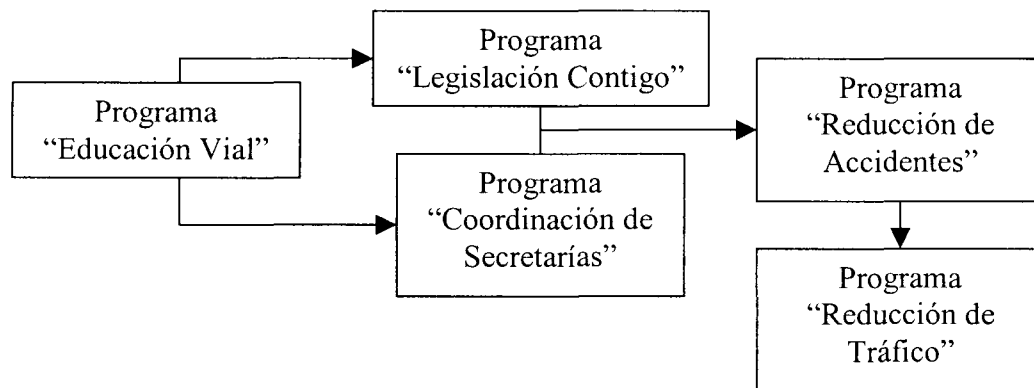 Programa
“Educación Vial”
Programa
“Legislación Contigo”
Programa
“Coordinación de
Secretarías”
Programa
“Reducción de
Accidentes”
Programa
“Reducción de
Tráfico”